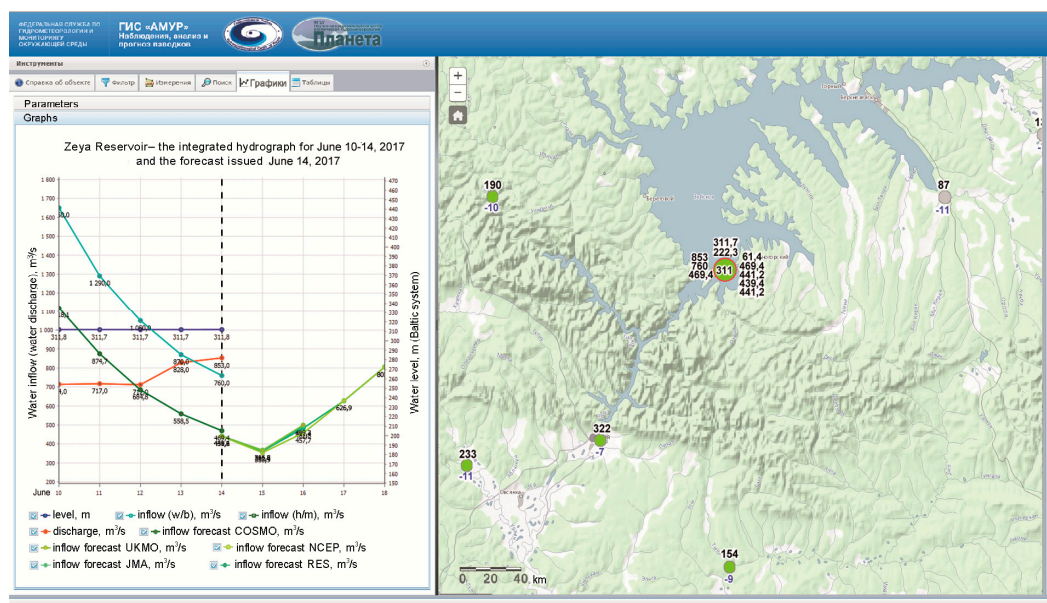 ФЕДЕРАЛЬНАЯ СЛУЖБА ПО
ГИДРОМЕТЕОРОЛОГИИ И
МОНИТОРИНГУ
ОКРУЖАЮЩЕЙ СРЕДЫ
ГИС «АМУР»
Наблюдения, анализ и
прогноз паводков
Планета
Инструменты
Справка об объекте
Фильтр
Измерения
Поиск
Графики
Таблицы
Parameters
Graphs
Zeya Reservoir– the integrated hydrograph for June 10-14, 2017
and the forecast issued June 14, 2017
Water inflow (water discharge), m³/s
1 800
1 700
1 600
1 500
1 400
1 300
1 200
1 100
1 000
900
800
700
600
500
400
300
200
470
460
450
440
430
420
410
400
390
380
370
360
350
340
330
320
310
300
290
280
270
260
250
240
230
220
210
200
190
180
170
160
150
Water level, m (Baltic system)
1 290,0
311,8
311,7
311,7
311,7
311,8
874,7
717,0
684,8
828,0
853,0
760,0
558,5
457,7
626,9
80
June 10 11 12 13 14 15 16 17 18
level, m
inflow (w/b), m³/s
inflow (h/m), m³/s
discharge, m³/s
inflow forecast COSMO, m³/s
inflow forecast UKMO, m³/s
inflow forecast NCEP, m³/s
inflow forecast JMA, m³/s
inflow forecast RES, m³/s
+
−
Горный
Береговой
190
-10
87
-11
311,7
222,3
853
760
469,4
311
61,4
469,4
441,2
439,4
441,2
322
-7
233
-11
Овсянка
154
-9
0 20 40 km